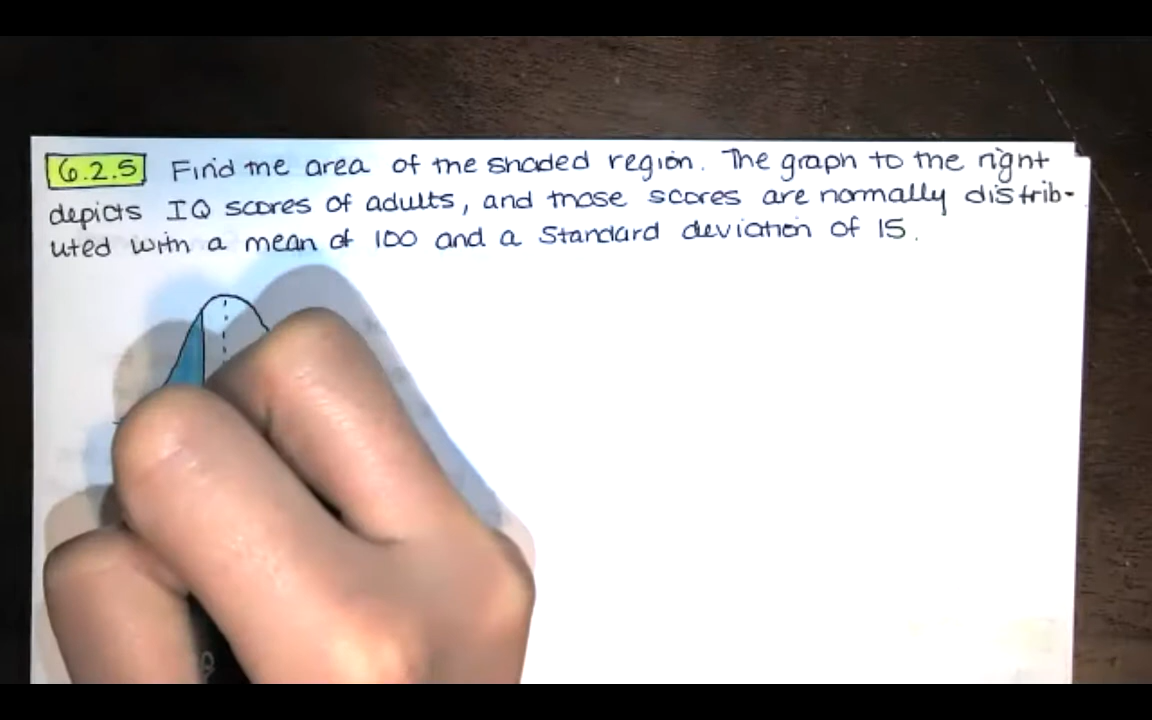 6.2.5 Find the area of the shaded region. The graph to the right
depicts IQ scores of adults, and those scores are normally distrib-
uted with a mean of 100 and a standard deviation of 15.